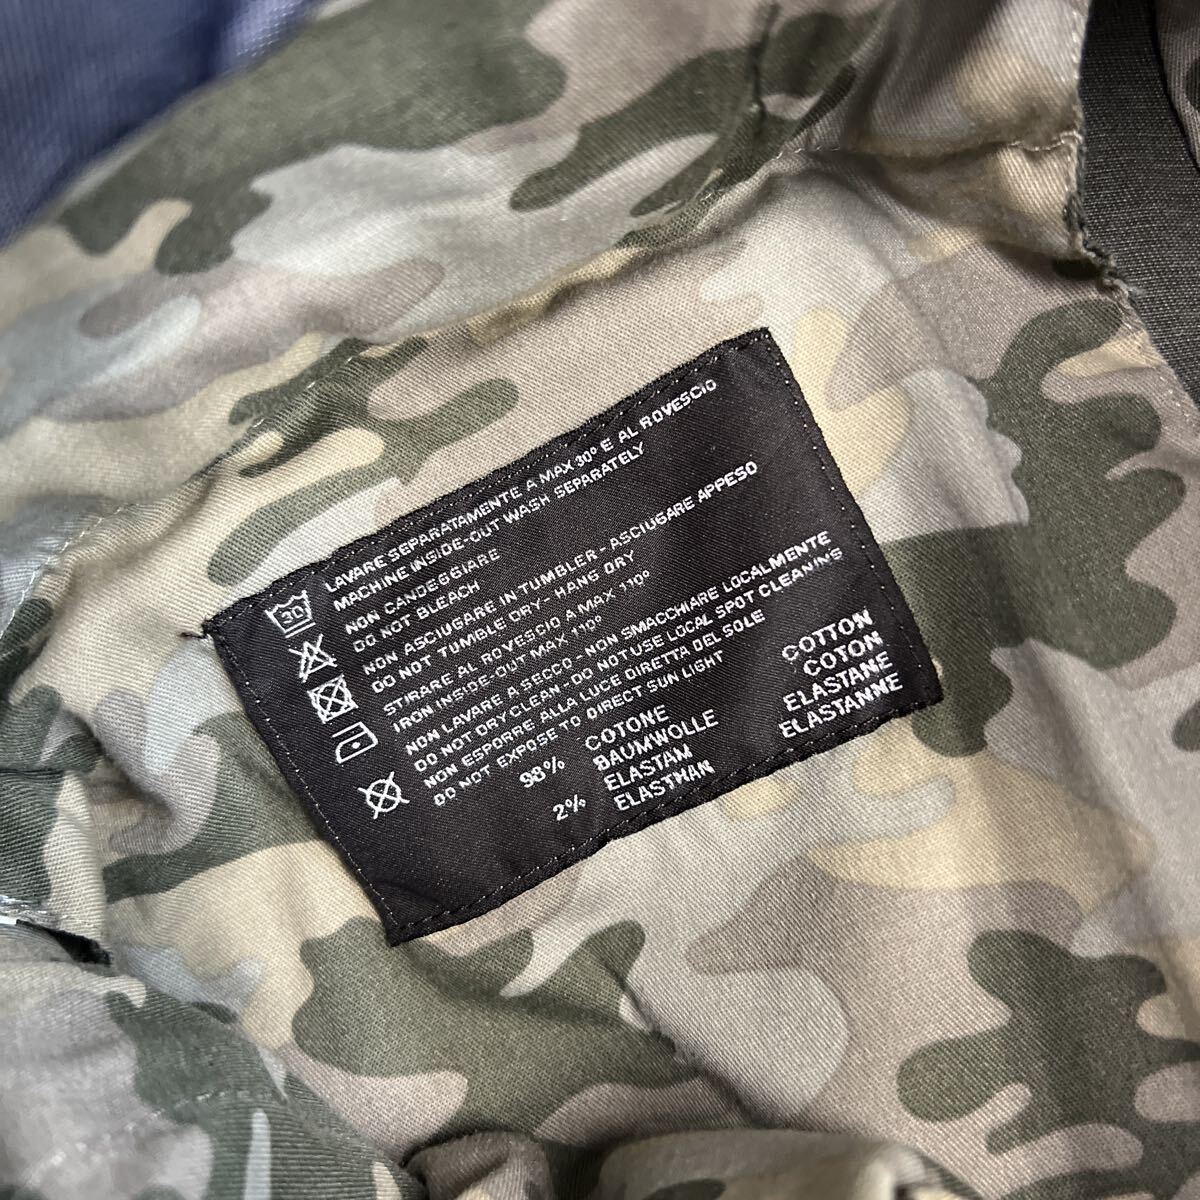 30
LAVARE SEPARATAMENTE A MAX 30° E AL ROVESCIO
MACHINE INSIDE-OUT WASH SEPARATELY
NON CANDEGGIARE
DO NOT BLEACH
NON ASCIUGARE IN TUMBLER - ASCIUGARE APPESO
DO NOT TUMBLE DRY - HANG DRY
STIRARE AL ROVESCIO A MAX 110°
IRON INSIDE-OUT MAX 110°
NON LAVARE A SECCO - NON SMACCHIARE LOCALMENTE
DO NOT DRYCLEAN - DO NOT USE LOCAL SPOT CLEANING
NON ESPORRE ALLA LUCE DIRETTA DEL SOLE
DO NOT EXPOSE TO DIRECT SUN LIGHT
98% COTONE COTTON
BAUMWOLLE COTON
2% ELASTAM ELASTANE
ELASTHAN ELASTANNE